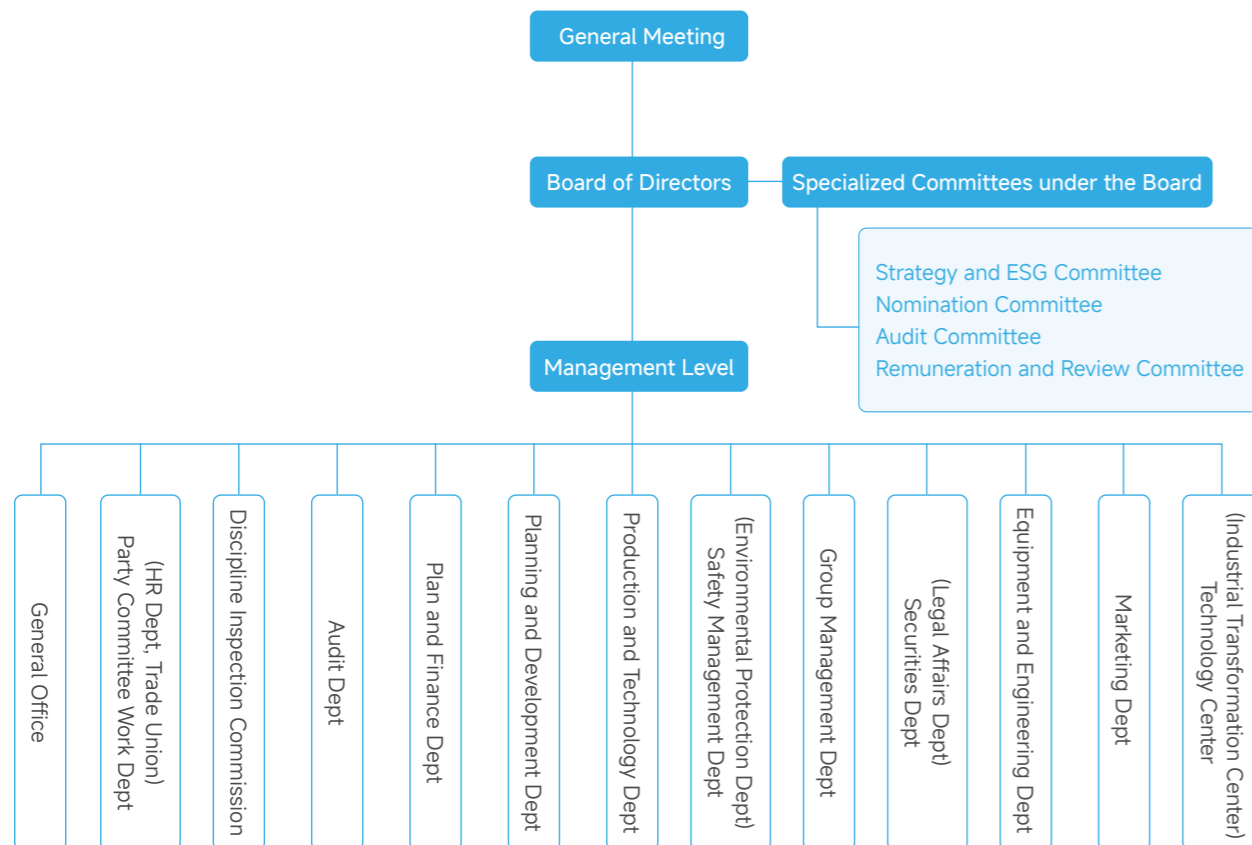 General Meeting
Board of Directors
Specialized Committees under the Board
Strategy and ESG Committee
Nomination Committee
Audit Committee
Remuneration and Review Committee
Management Level
General Office
(HR Dept, Trade Union)
Party Committee Work Dept
Discipline Inspection Commission
Audit Dept
Plan and Finance Dept
Planning and Development Dept
Production and Technology Dept
(Environmental Protection Dept)
Safety Management Dept
Group Management Dept
(Legal Affairs Dept)
Securities Dept
Equipment and Engineering Dept
Marketing Dept
(Industrial Transformation Center)
Technology Center